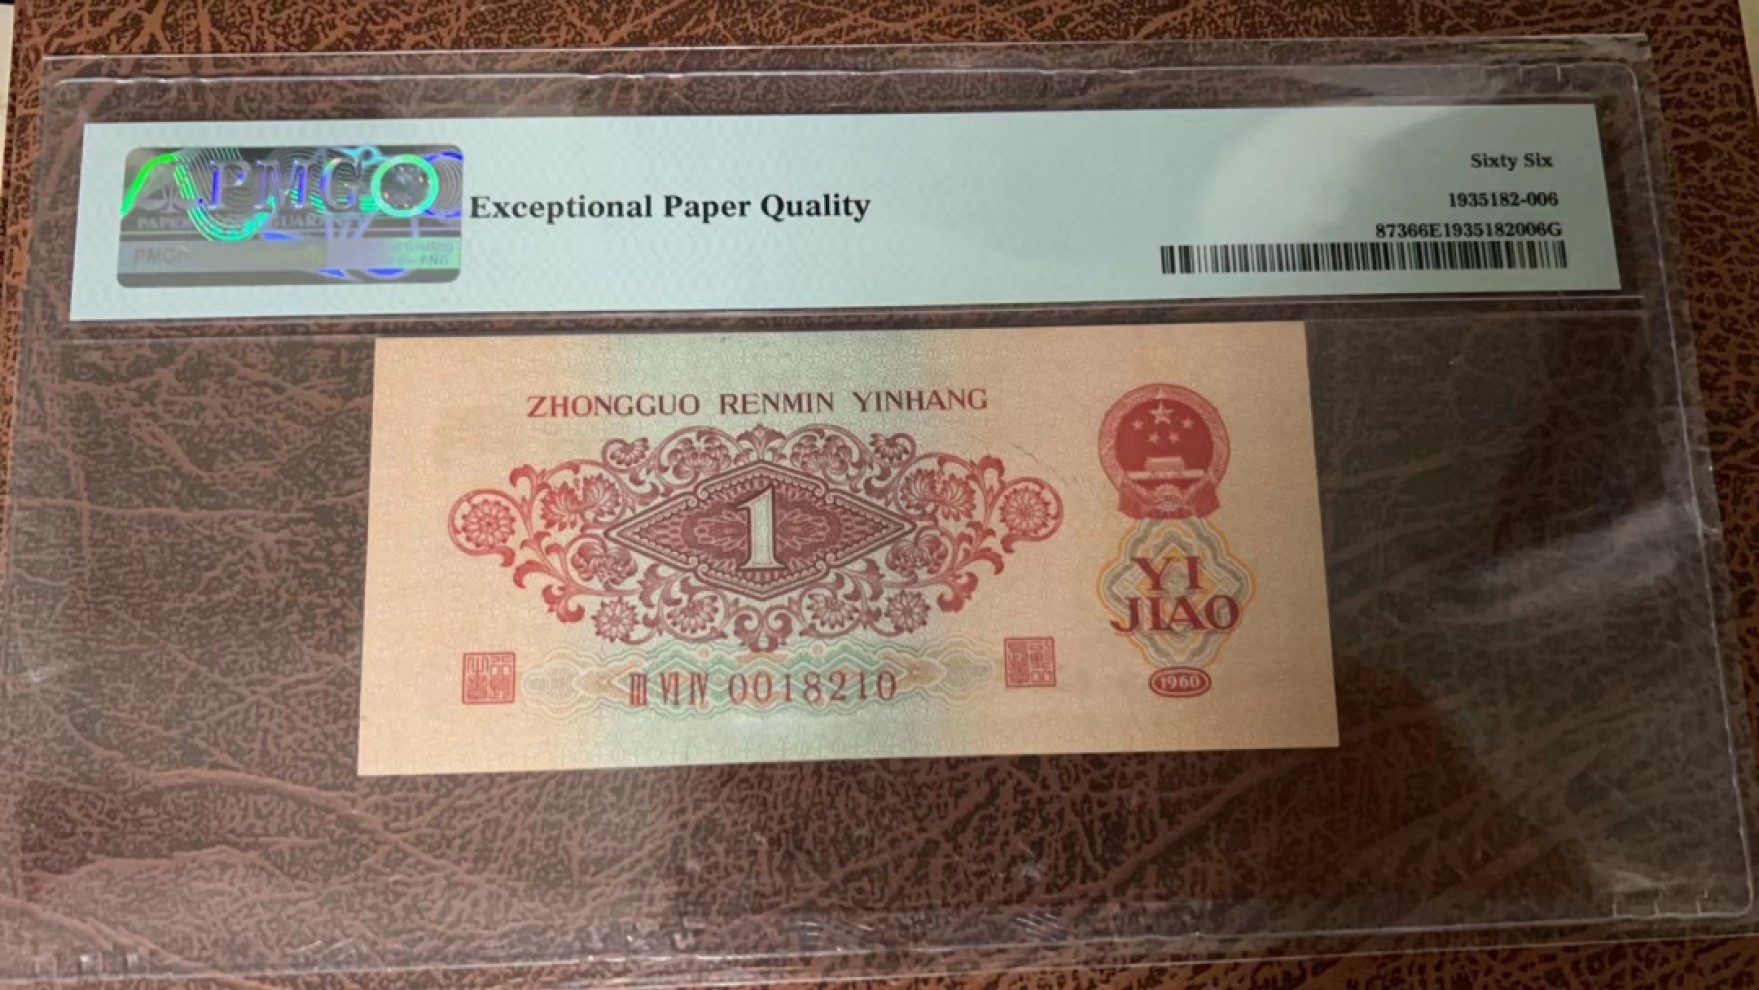 PMG
Exceptional Paper Quality
Sixty Six
1935182-006
87366E1935182006G
ZHONGGUO RENMIN YINHANG
1
YI
JIAO
III VI IV 0018210
1960